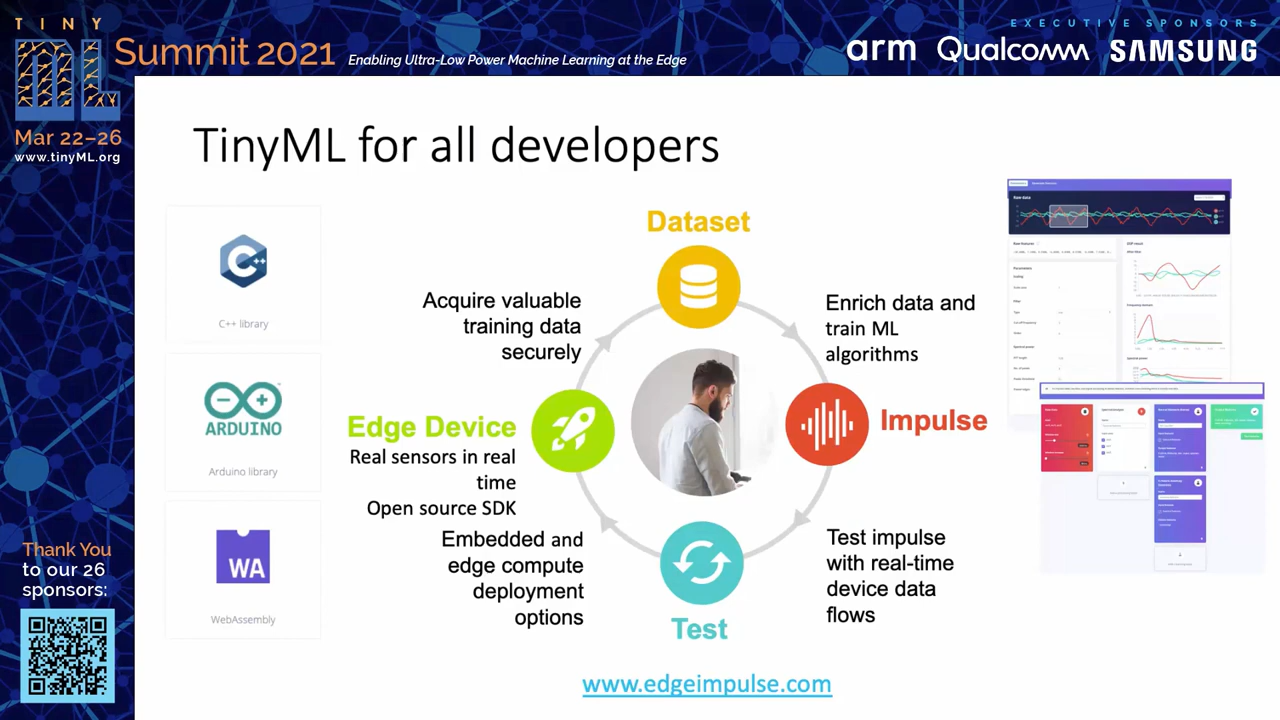 TINY
ML
Summit 2021
Enabling Ultra-Low Power Machine Learning at the Edge
EXECUTIVE SPONSORS
arm Qualcomm SAMSUNG
Mar 22–26
www.tinyML.org
TinyML for all developers
C++
C++ library
ARDUINO
Arduino library
WA
WebAssembly
Dataset
Acquire valuable
training data
securely
Enrich data and
train ML
algorithms
Edge Device
Real sensors in real
time
Open source SDK
Impulse
Embedded and
edge compute
deployment
options
Test impulse
with real-time
device data
flows
Test
www.edgeimpulse.com
Raw data
Thank You
to our 26
sponsors: